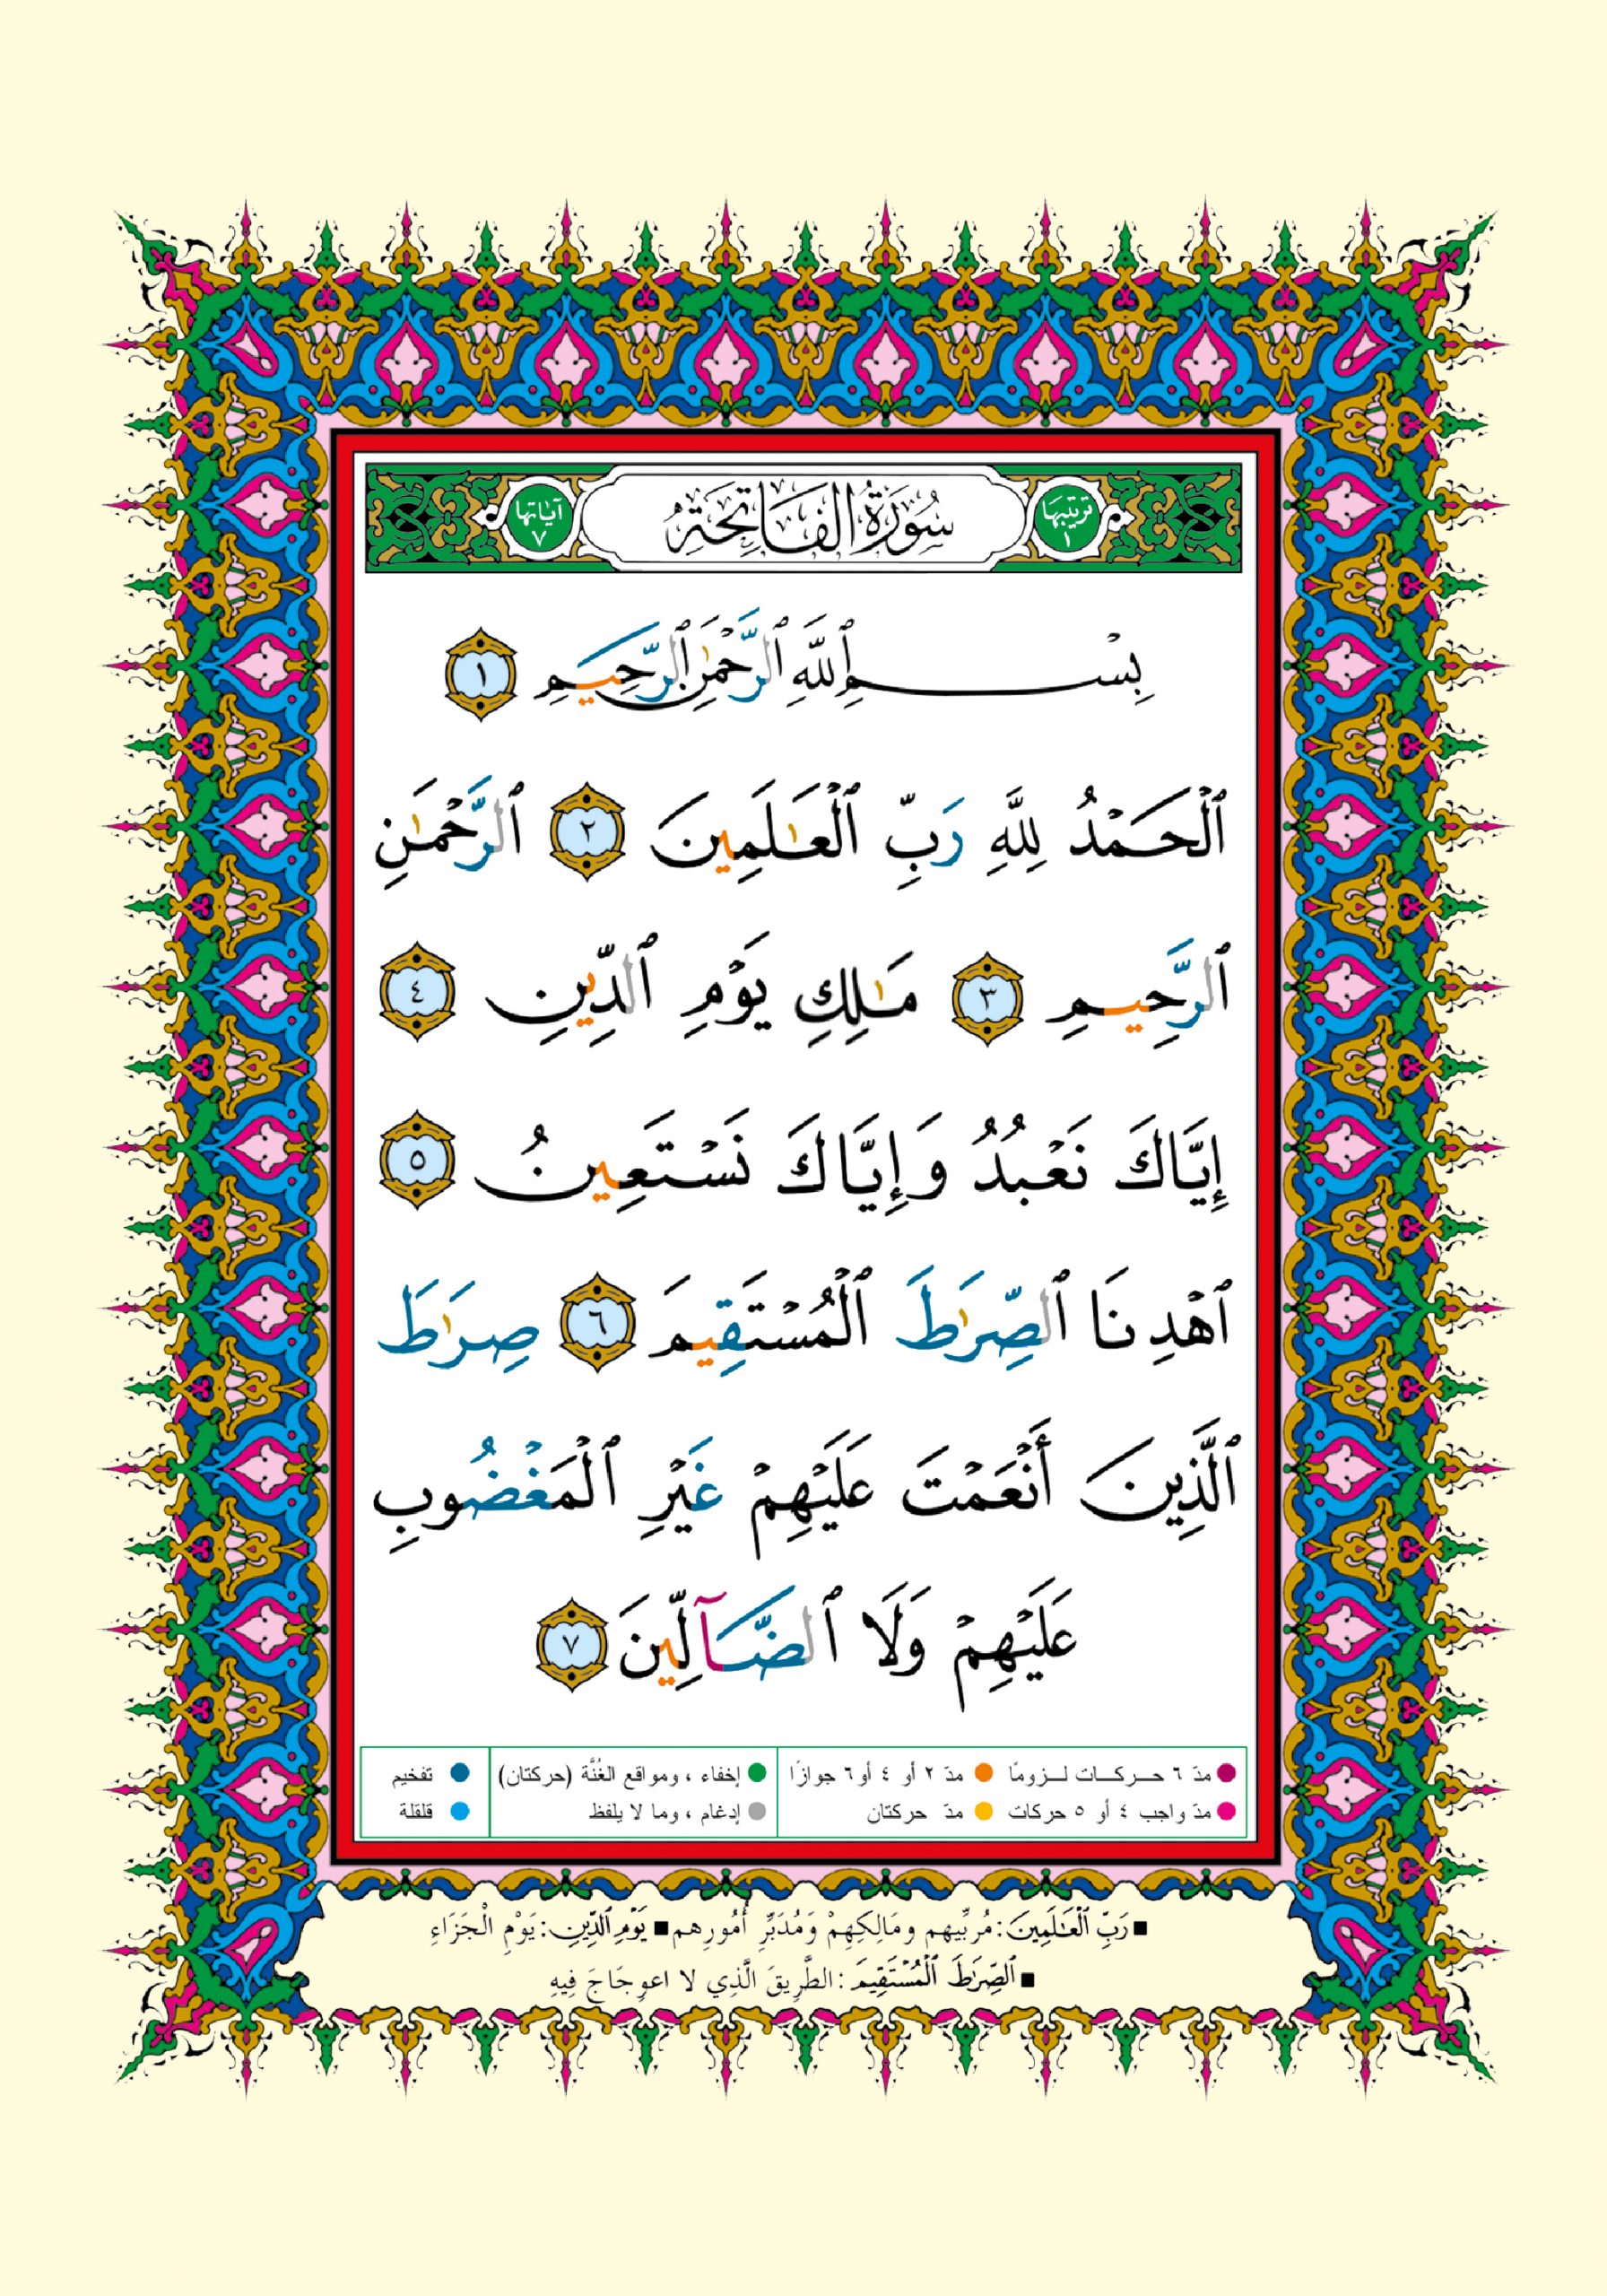 ترتيبها ١ سُورَةُ الفَاتِحَةِ آياتها ٧
بِسۡمِ ٱللَّهِ ٱلرَّحۡمَٰنِ ٱلرَّحِيمِ ١
ٱلۡحَمۡدُ لِلَّهِ رَبِّ ٱلۡعَٰلَمِينَ ٢ ٱلرَّحۡمَٰنِ
ٱلرَّحِيمِ ٣ مَٰلِكِ يَوۡمِ ٱلدِّينِ ٤
إِيَّاكَ نَعۡبُدُ وَإِيَّاكَ نَسۡتَعِينُ ٥
ٱهۡدِنَا ٱلصِّرَٰطَ ٱلۡمُسۡتَقِيمَ ٦ صِرَٰطَ
ٱلَّذِينَ أَنۡعَمۡتَ عَلَيۡهِمۡ غَيۡرِ ٱلۡمَغۡضُوبِ
عَلَيۡهِمۡ وَلَا ٱلضَّآلِّينَ ٧
مدّ ٦ حركات لزومًا مدّ ٢ أو ٤ أو ٦ جوازًا إخفاء ، ومواقع الغُنَّة (حركتان) تفخيم
مدّ واجب ٤ أو ٥ حركات مدّ حركتان إدغام ، وما لا يلفظ قلقلة
■ رَبِّ ٱلۡعَٰلَمِينَ: مُربِّيهم ومَالِكِهِمْ وَمُدَبِّرِ أُمُورِهم ■ يَوۡمِ ٱلدِّينِ: يَوْمِ الْجَزَاءِ
■ ٱلصِّرَٰطَ ٱلۡمُسۡتَقِيمَ: الطَّرِيقَ الَّذِي لا اعوِجَاجَ فِيهِ